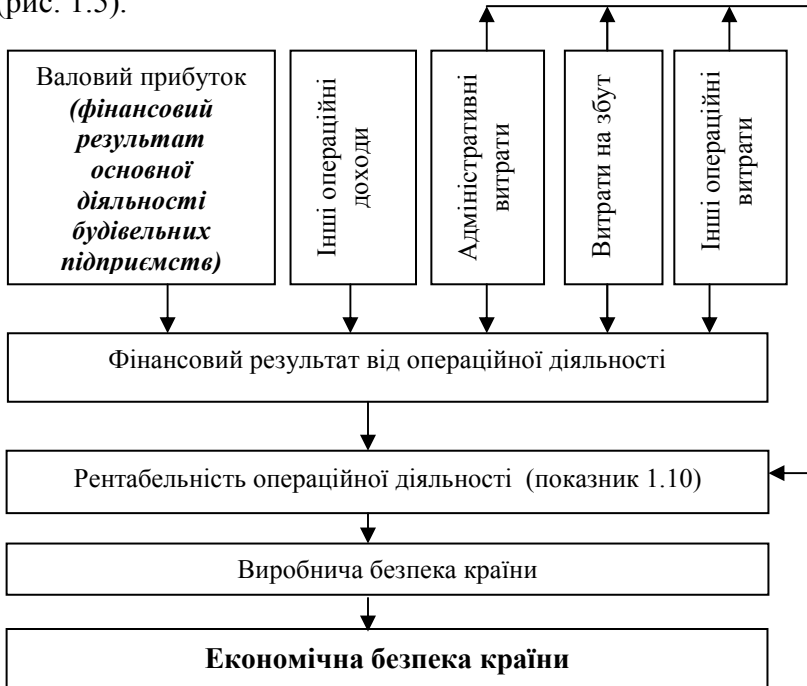 (рис. 1.5).
Валовий прибуток
(фінансовий
результат
основної
діяльності
будівельних
підприємств)
Інші операційні
доходи
Адміністративні
витрати
Витрати на збут
Інші операційні
витрати
Фінансовий результат від операційної діяльності
Рентабельність операційної діяльності (показник 1.10)
Виробнича безпека країни
Економічна безпека країни